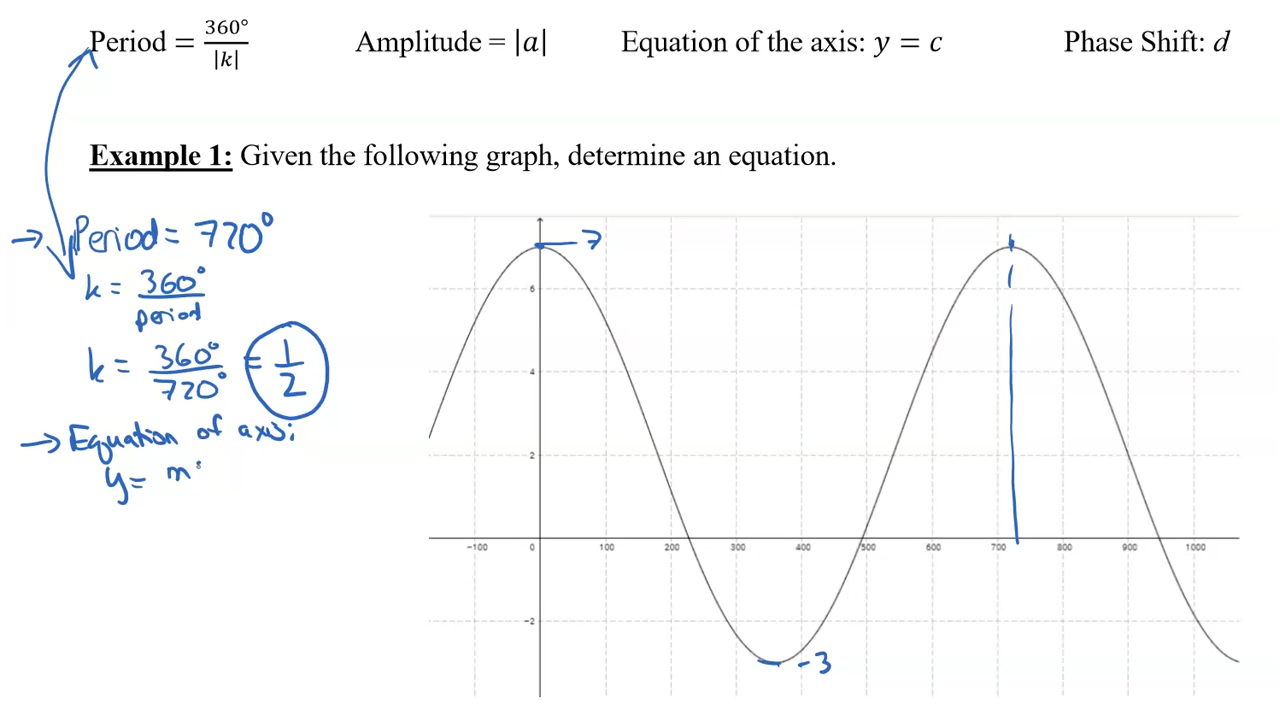 Period = 360°/|k| Amplitude = |a| Equation of the axis: y = c Phase Shift: d
Example 1: Given the following graph, determine an equation.
→ Period = 720°
k = 360°/period
k = 360°/720° = 1/2
→ Equation of axis:
y = m
7
6
4
2
-100 0 100 200 300 400 500 600 700 800 900 1000
-2
-3